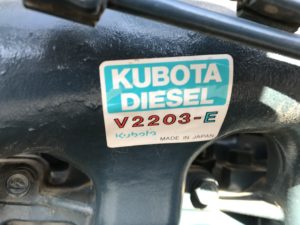 KUBOTA
DIESEL
V2203-E
Kubota
MADE IN JAPAN